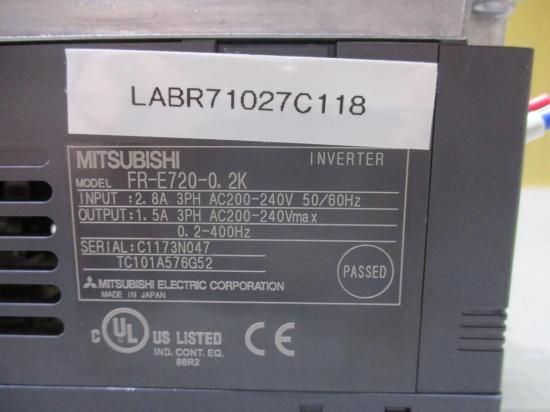 LABR71027C118
MITSUBISHI INVERTER
MODEL FR-E720-0.2K
INPUT :2.8A 3PH AC200-240V 50/60Hz
OUTPUT:1.5A 3PH AC200-240Vmax
0.2-400Hz
SERIAL:C1173N047
TC101A576G52
PASSED
MITSUBISHI ELECTRIC CORPORATION
MADE IN JAPAN
C UL US LISTED CE
IND. CONT. EQ.
88R2